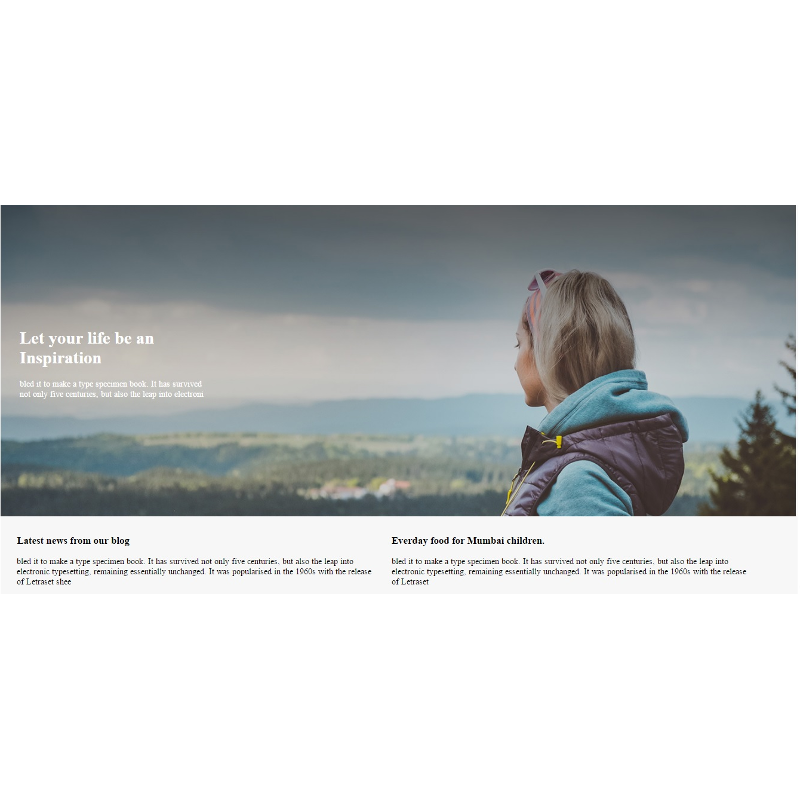 Let your life be an
Inspiration
bled it to make a type specimen book. It has survived
not only five centuries, but also the leap into electroni
Latest news from our blog
bled it to make a type specimen book. It has survived not only five centuries, but also the leap into
electronic typesetting, remaining essentially unchanged. It was popularised in the 1960s with the release
of Letraset shee
Everday food for Mumbai children.
bled it to make a type specimen book. It has survived not only five centuries, but also the leap into
electronic typesetting, remaining essentially unchanged. It was popularised in the 1960s with the release
of Letraset